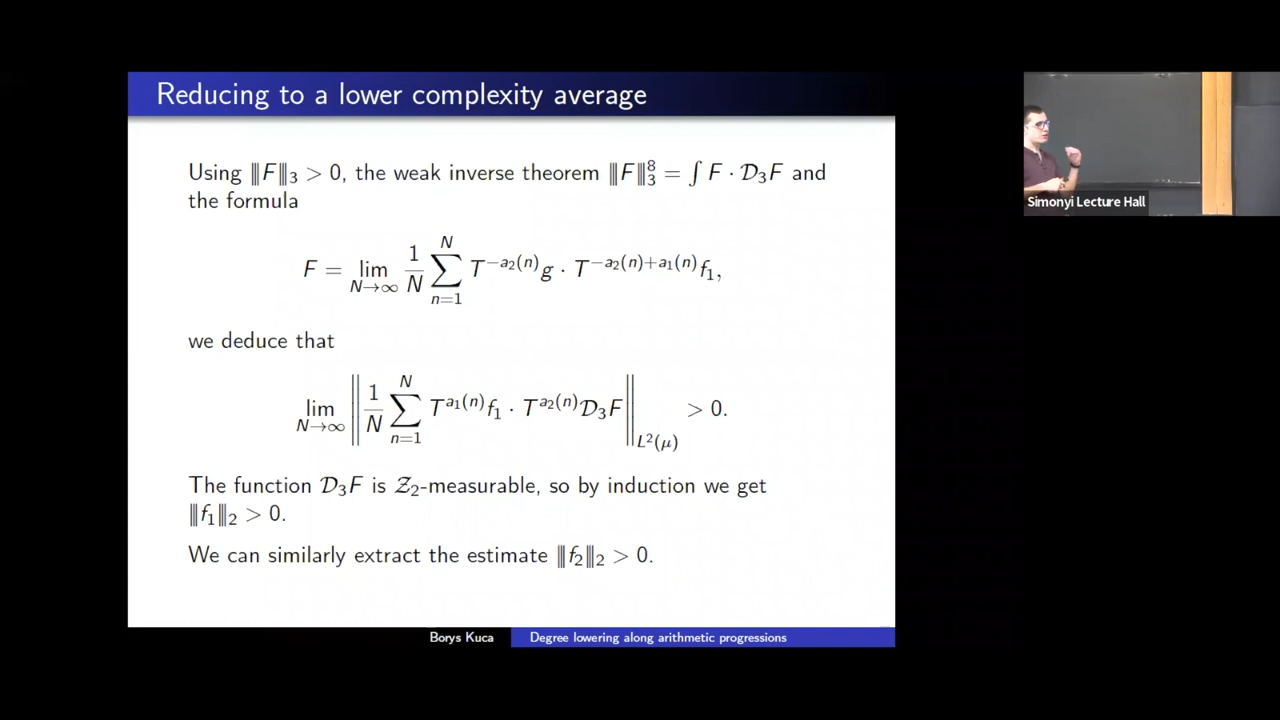 Reducing to a lower complexity average
Using |||F|||₃ > 0, the weak inverse theorem |||F|||₃⁸ = ∫ F · 𝒟₃F and
the formula
F = lim_{N→∞} \frac{1}{N} ∑_{n=1}^{N} T^{−a₂(n)}g · T^{−a₂(n)+a₁(n)}f₁,
we deduce that
lim_{N→∞} ‖ \frac{1}{N} ∑_{n=1}^{N} T^{a₁(n)}f₁ · T^{a₂(n)}𝒟₃F ‖_{L²(μ)} > 0.
The function 𝒟₃F is 𝒵₂-measurable, so by induction we get
|||f₁|||₂ > 0.
We can similarly extract the estimate |||f₂|||₂ > 0.
Borys Kuca Degree lowering along arithmetic progressions
Simonyi Lecture Hall